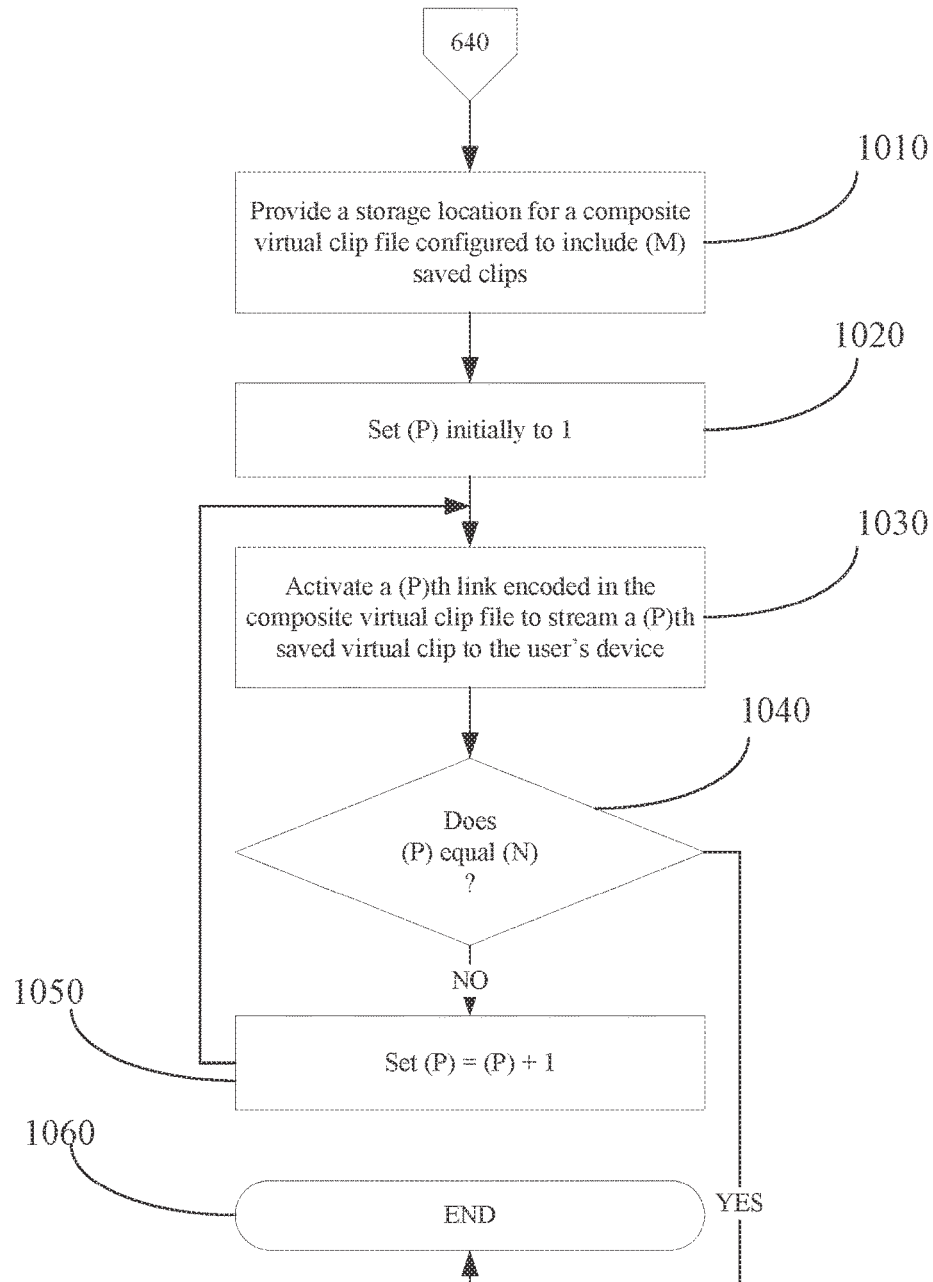 640
1010
Provide a storage location for a composite
virtual clip file configured to include (M)
saved clips
1020
Set (P) initially to 1
1030
Activate a (P)th link encoded in the
composite virtual clip file to stream a (P)th
saved virtual clip to the user's device
1040
Does
(P) equal (N)
?
NO
1050
Set (P) = (P) + 1
1060
END
YES